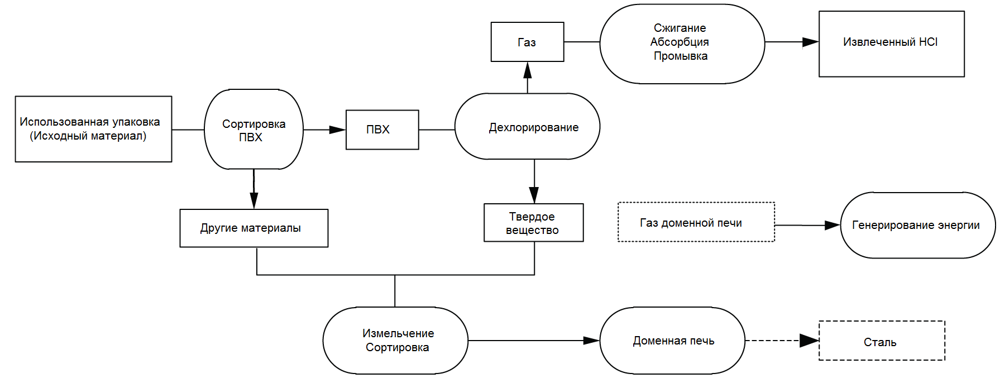 Сжигание
Абсорбция
Промывка
Газ
Извлеченный HCl
Использованная упаковка
(Исходный материал)
Сортировка
ПВХ
ПВХ
Дехлорирование
Другие материалы
Твердое
вещество
Газ доменной печи
Генерирование энергии
Измельчение
Сортировка
Доменная печь
Сталь